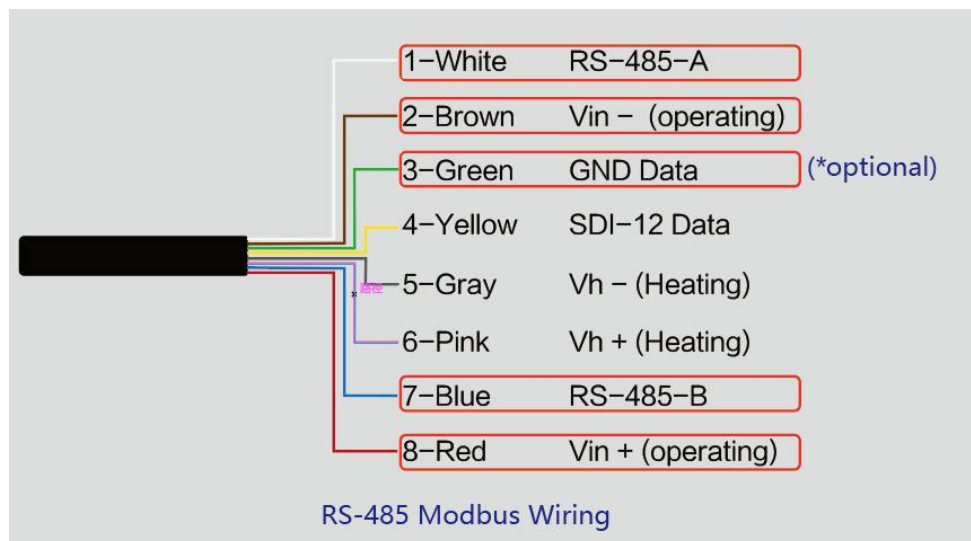 1-White RS-485-A
2-Brown Vin - (operating)
3-Green GND Data (*optional)
4-Yellow SDI-12 Data
5-Gray Vh - (Heating)
路径
6-Pink Vh + (Heating)
7-Blue RS-485-B
8-Red Vin + (operating)
RS-485 Modbus Wiring